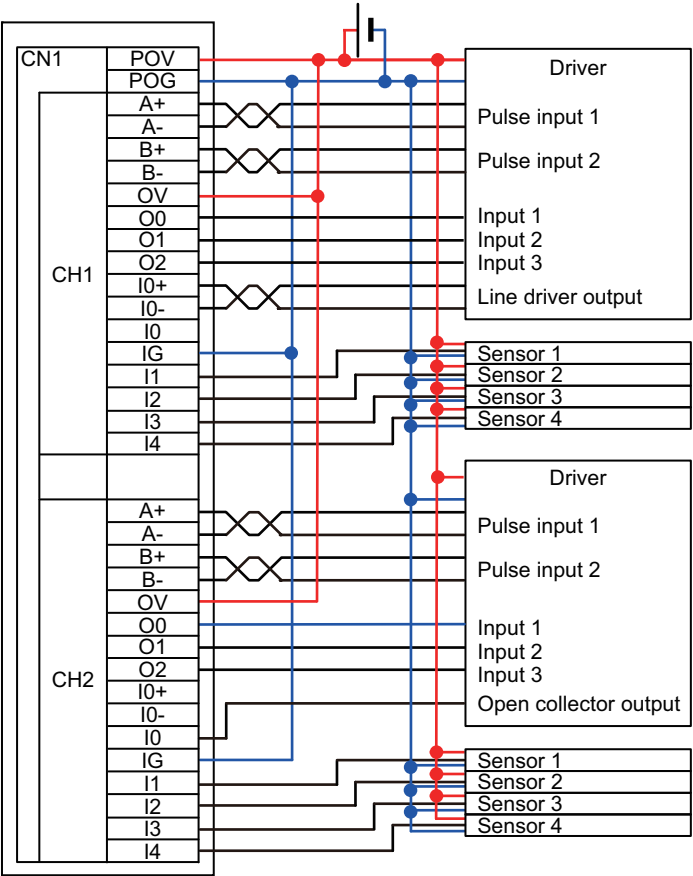 CN1
POV
POG
CH1
A+
A-
B+
B-
OV
O0
O1
O2
I0+
I0-
I0
IG
I1
I2
I3
I4
Driver
Pulse input 1
Pulse input 2
Input 1
Input 2
Input 3
Line driver output
Sensor 1
Sensor 2
Sensor 3
Sensor 4
CH2
A+
A-
B+
B-
OV
O0
O1
O2
I0+
I0-
I0
IG
I1
I2
I3
I4
Driver
Pulse input 1
Pulse input 2
Input 1
Input 2
Input 3
Open collector output
Sensor 1
Sensor 2
Sensor 3
Sensor 4